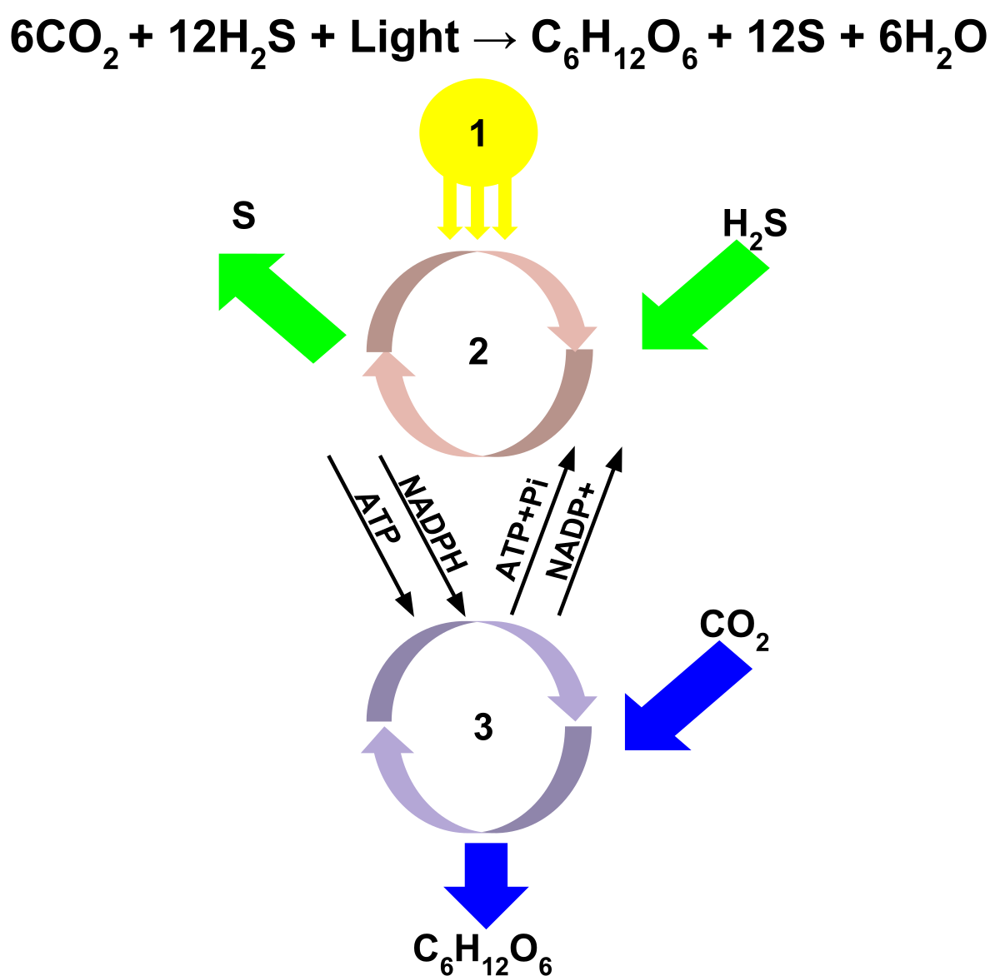 6CO₂ + 12H₂S + Light → C₆H₁₂O₆ + 12S + 6H₂O
1
S
H₂S
2
ATP
NADPH
ATP+Pi
NADP+
CO₂
3
C₆H₁₂O₆